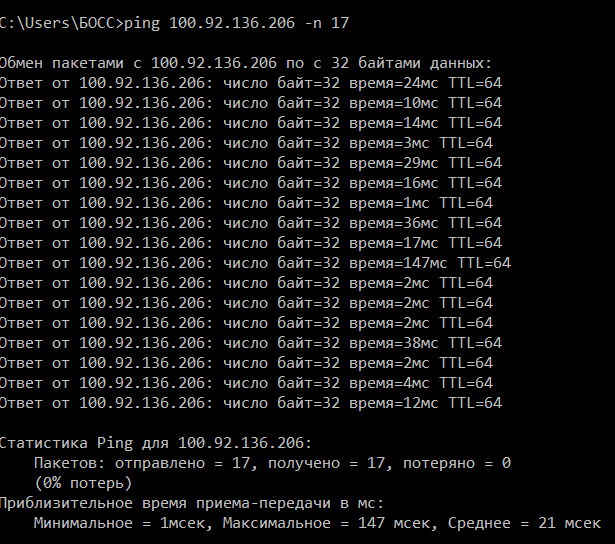 C:\Users\БОСС>ping 100.92.136.206 -n 17
Обмен пакетами с 100.92.136.206 по с 32 байтами данных:
Ответ от 100.92.136.206: число байт=32 время=24мс TTL=64
Ответ от 100.92.136.206: число байт=32 время=10мс TTL=64
Ответ от 100.92.136.206: число байт=32 время=14мс TTL=64
Ответ от 100.92.136.206: число байт=32 время=3мс TTL=64
Ответ от 100.92.136.206: число байт=32 время=29мс TTL=64
Ответ от 100.92.136.206: число байт=32 время=16мс TTL=64
Ответ от 100.92.136.206: число байт=32 время=1мс TTL=64
Ответ от 100.92.136.206: число байт=32 время=36мс TTL=64
Ответ от 100.92.136.206: число байт=32 время=17мс TTL=64
Ответ от 100.92.136.206: число байт=32 время=147мс TTL=64
Ответ от 100.92.136.206: число байт=32 время=2мс TTL=64
Ответ от 100.92.136.206: число байт=32 время=2мс TTL=64
Ответ от 100.92.136.206: число байт=32 время=2мс TTL=64
Ответ от 100.92.136.206: число байт=32 время=38мс TTL=64
Ответ от 100.92.136.206: число байт=32 время=2мс TTL=64
Ответ от 100.92.136.206: число байт=32 время=4мс TTL=64
Ответ от 100.92.136.206: число байт=32 время=12мс TTL=64
Статистика Ping для 100.92.136.206:
Пакетов: отправлено = 17, получено = 17, потеряно = 0
(0% потерь)
Приблизительное время приема-передачи в мс:
Минимальное = 1мсек, Максимальное = 147 мсек, Среднее = 21 мсек